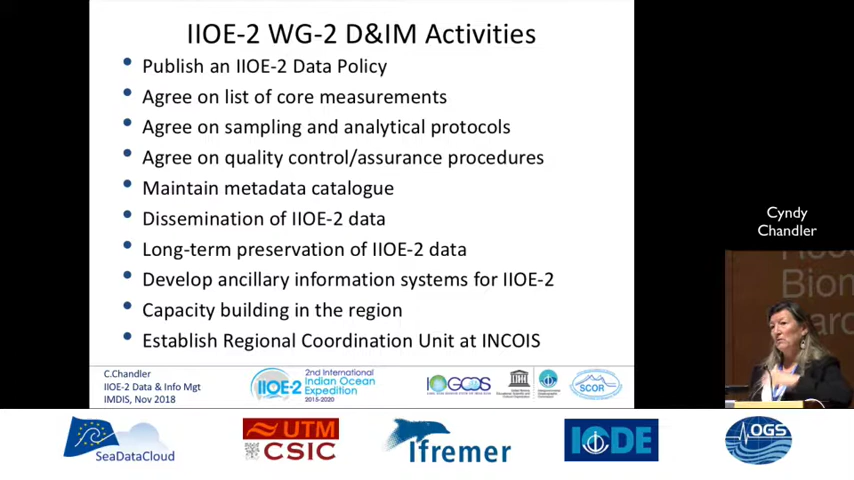 IIOE-2 WG-2 D&IM Activities
• Publish an IIOE-2 Data Policy
• Agree on list of core measurements
• Agree on sampling and analytical protocols
• Agree on quality control/assurance procedures
• Maintain metadata catalogue
• Dissemination of IIOE-2 data
• Long-term preservation of IIOE-2 data
• Develop ancillary information systems for IIOE-2
• Capacity building in the region
• Establish Regional Coordination Unit at INCOIS
C.Chandler
IIOE-2 Data & Info Mgt
IMDIS, Nov 2018
IIOE-2
2nd International
Indian Ocean
Expedition
2015-2020
IOGOOS
SCOR
Cyndy
Chandler
Biom
SeaDataCloud
UTM
CSIC
Ifremer
IODE
OGS